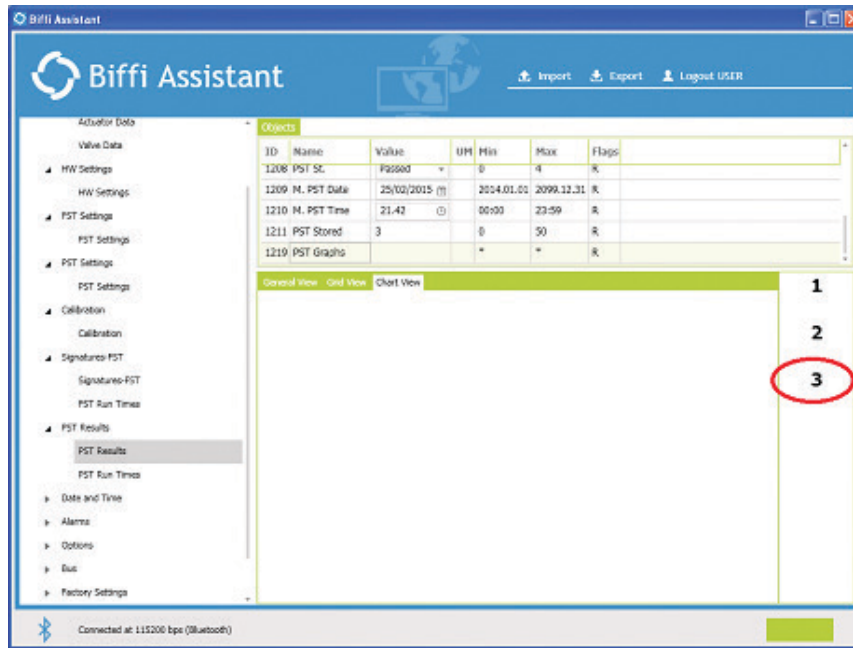 Biffi Assistant
Biffi Assistant
Import Export Logout USER
Actuator Data
Valve Data
HW Settings
HW Settings
FST Settings
FST Settings
PST Settings
PST Settings
Calibration
Calibration
Signatures-FST
Signatures-FST
FST Run Times
PST Results
PST Results
PST Run Times
Date and Time
Alarms
Options
Bus
Factory Settings
Objects
ID Name Value UM Min Max Flags
1208 PST St. Passed 0 4 R
1209 M. PST Date 25/02/2015 2014.01.01 2099.12.31 R
1210 M. PST Time 21.42 00:00 23:59 R
1211 PST Stored 3 0 50 R
1219 PST Graphs * * R
General View Grid View Chart View
1
2
3
Connected at 115200 bps (Bluetooth)